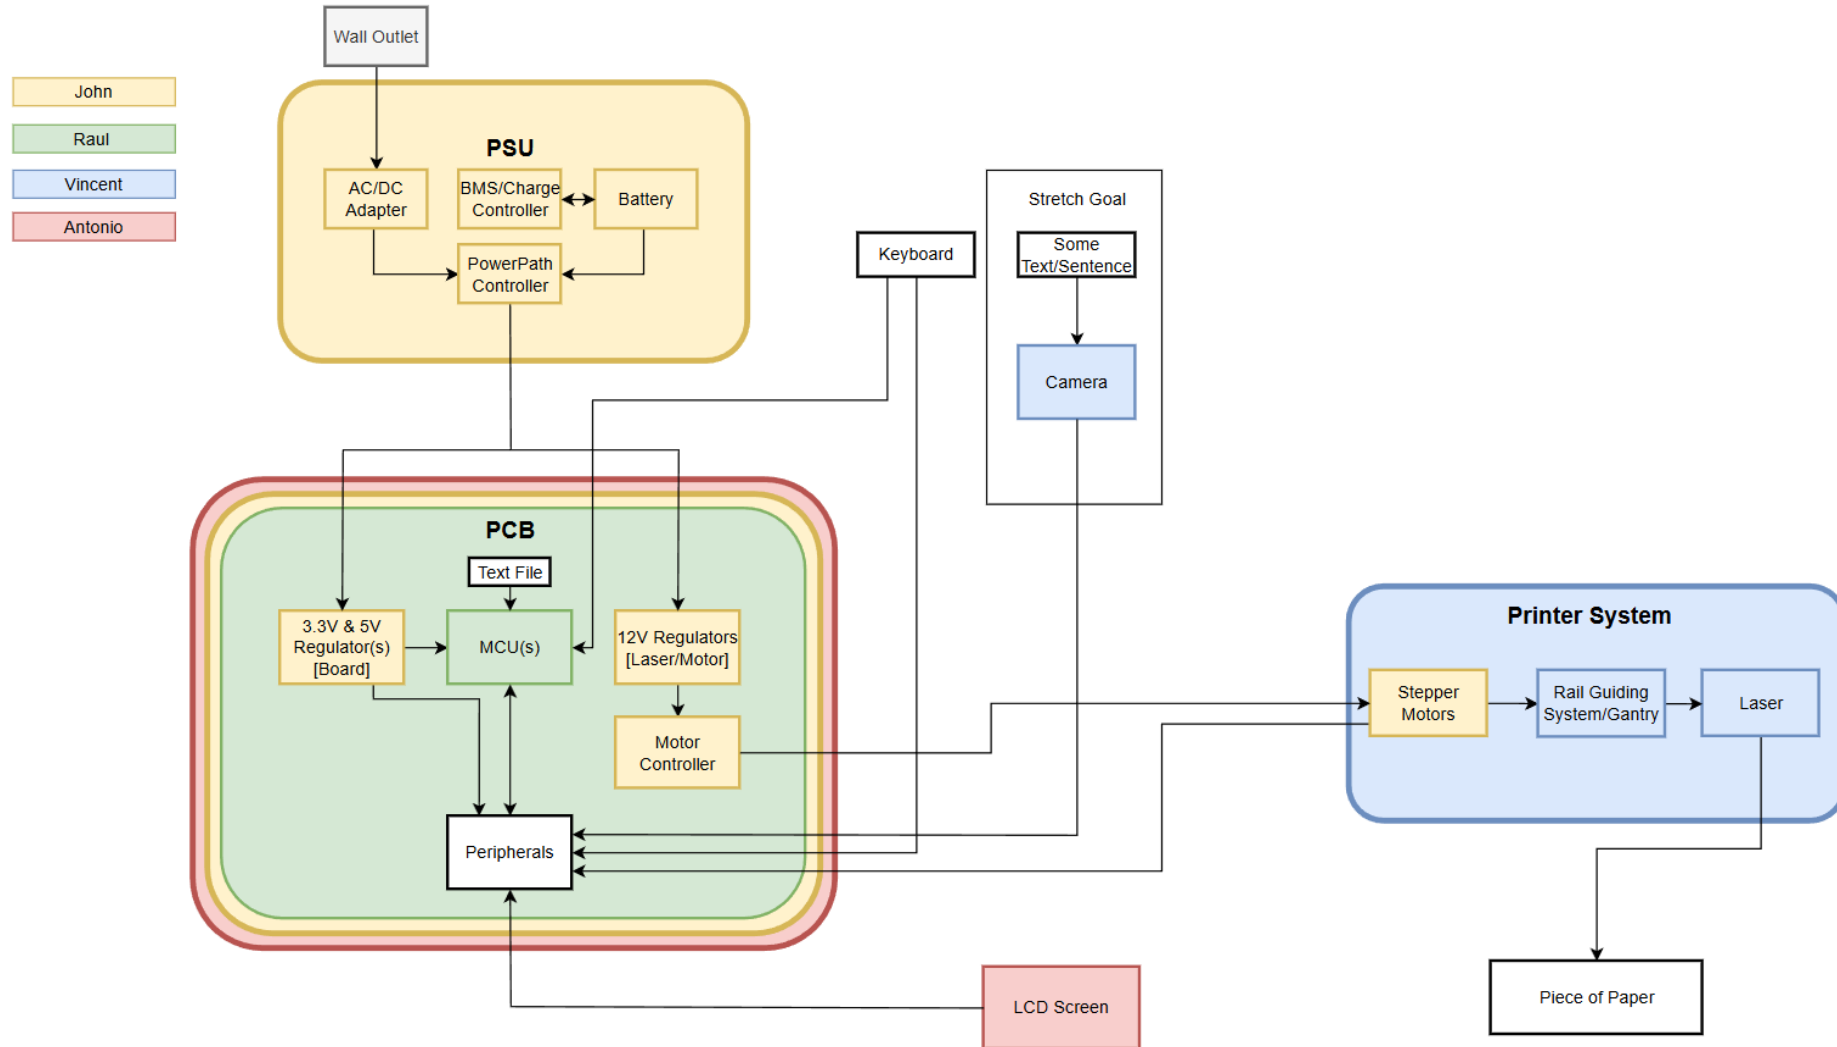 Wall Outlet
John
Raul
Vincent
Antonio
PSU
AC/DC
Adapter
BMS/Charge
Controller
Battery
PowerPath
Controller
Keyboard
Stretch Goal
Some
Text/Sentence
Camera
PCB
Text File
3.3V & 5V
Regulator(s)
[Board]
MCU(s)
12V Regulators
[Laser/Motor]
Motor
Controller
Peripherals
Printer System
Stepper
Motors
Rail Guiding
System/Gantry
Laser
LCD Screen
Piece of Paper